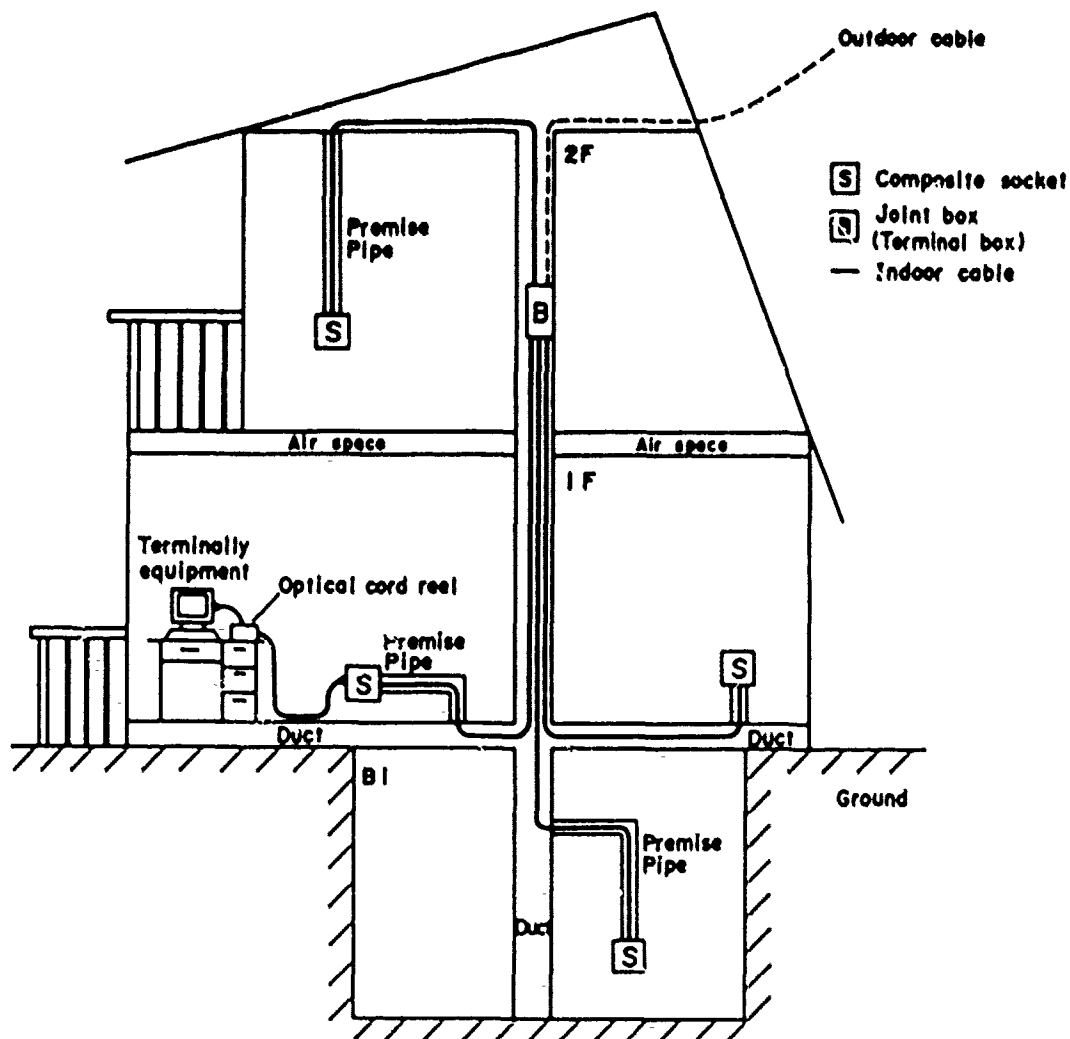 Outdoor cable
2F
S Composite socket
Joint box
(Terminal box)
Indoor cable
Premise
Pipe
B
S
Air space
Air space
1F
Terminally
equipment
Optical cord reel
Premise
Pipe
S
S
Duct
Duct
B1
Ground
Premise
Pipe
Duct
S